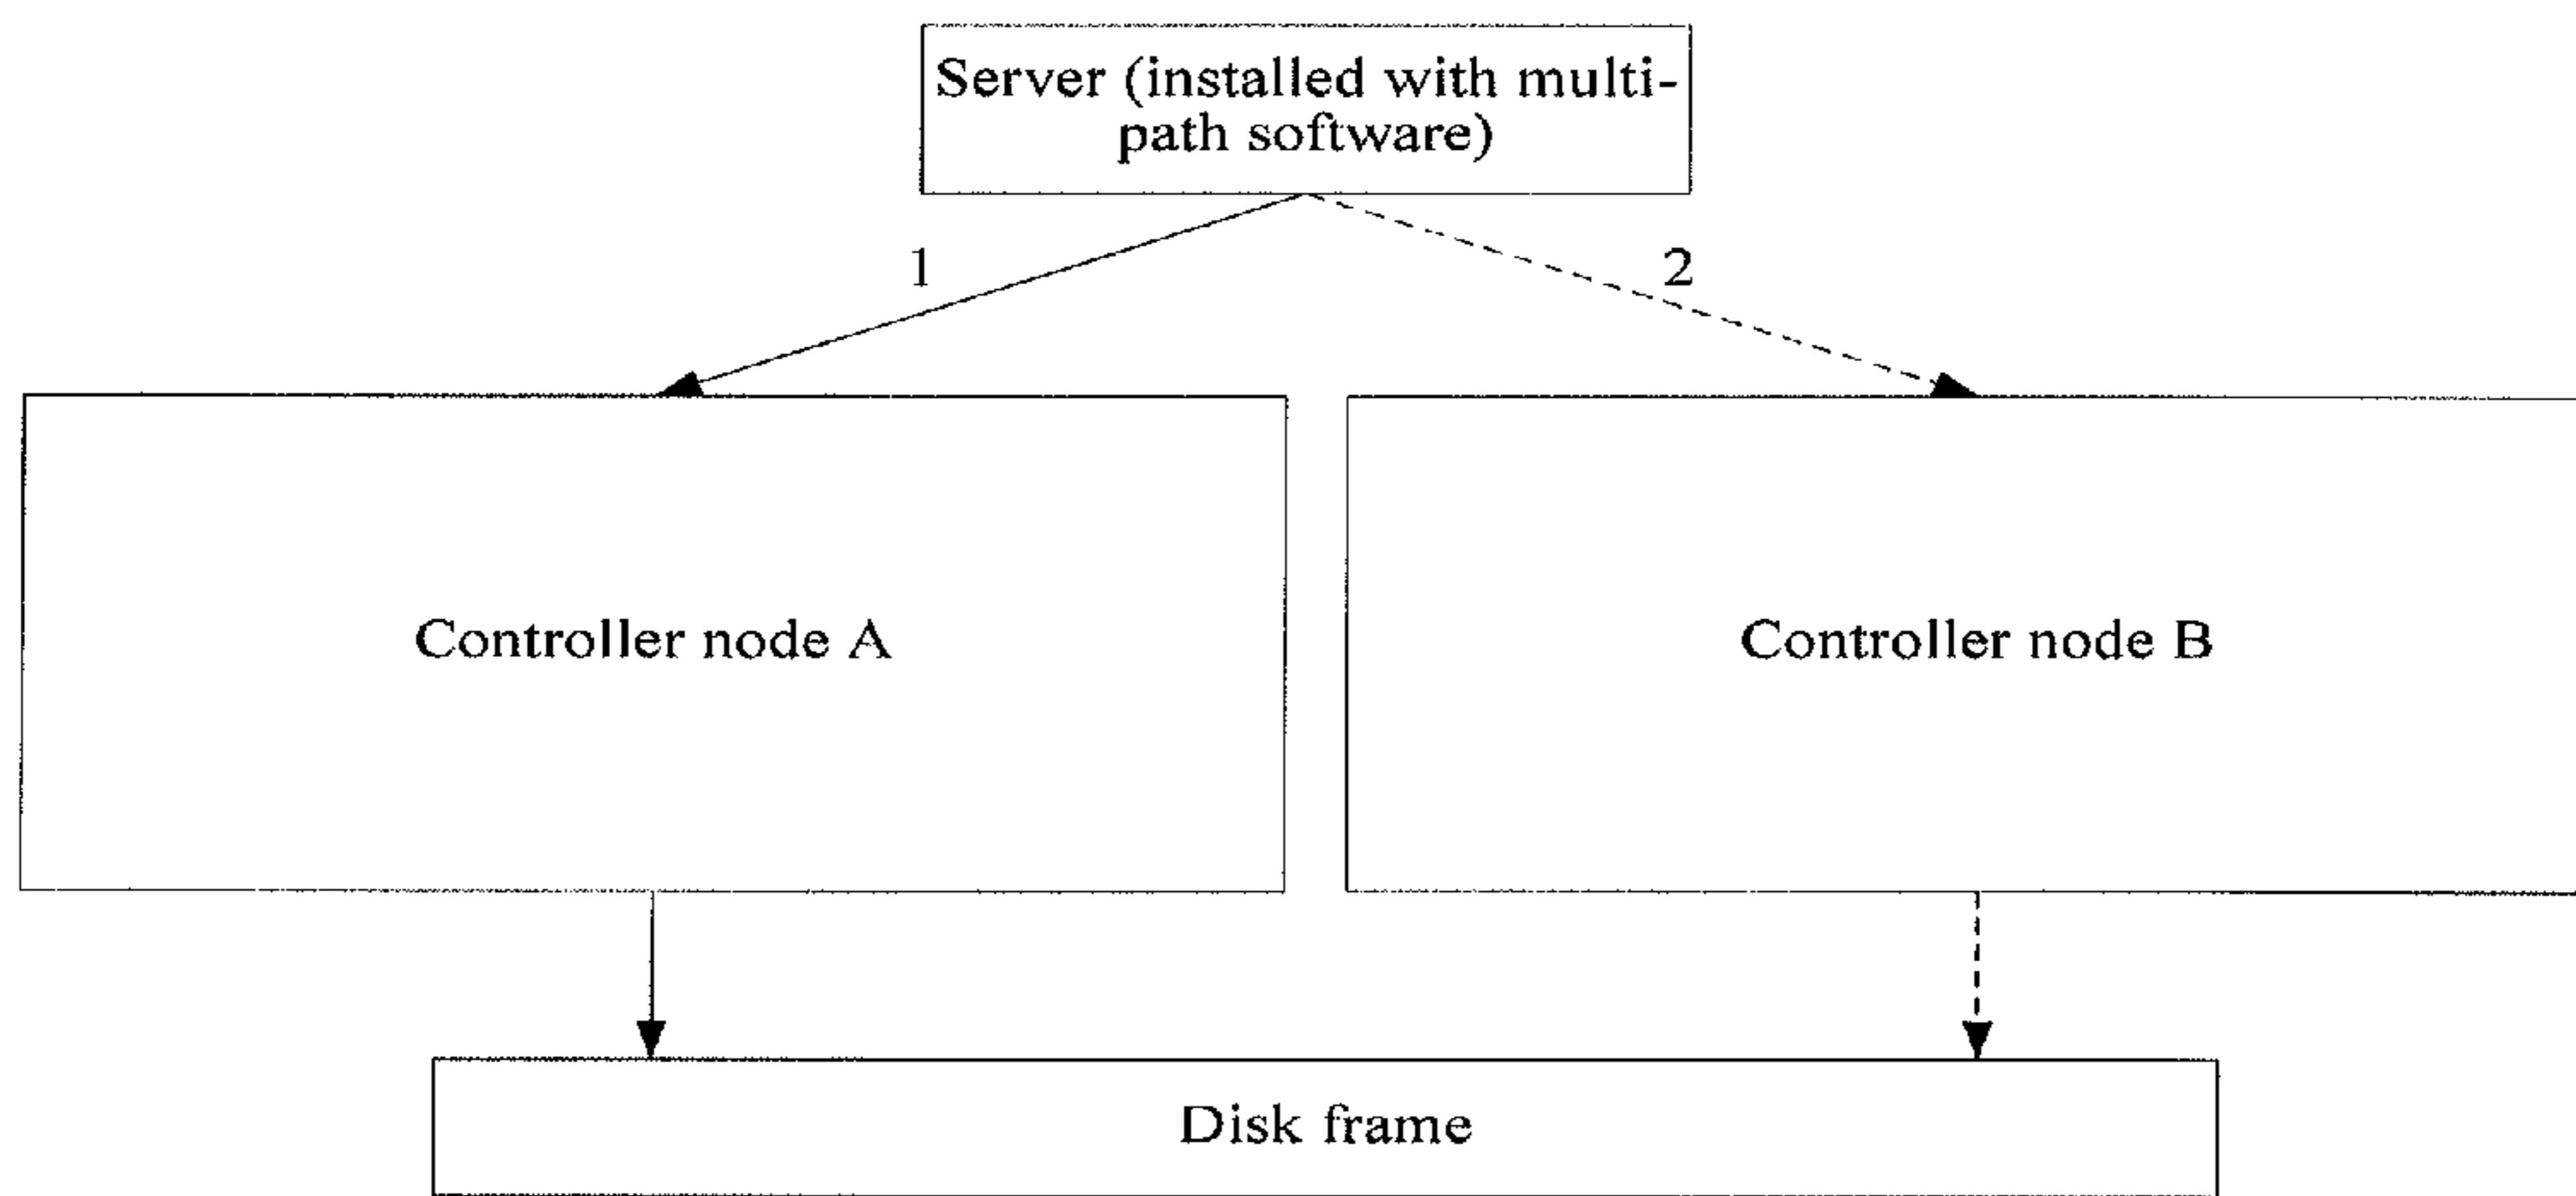 Server (installed with multi-
path software)
1
2
Controller node A
Controller node B
Disk frame